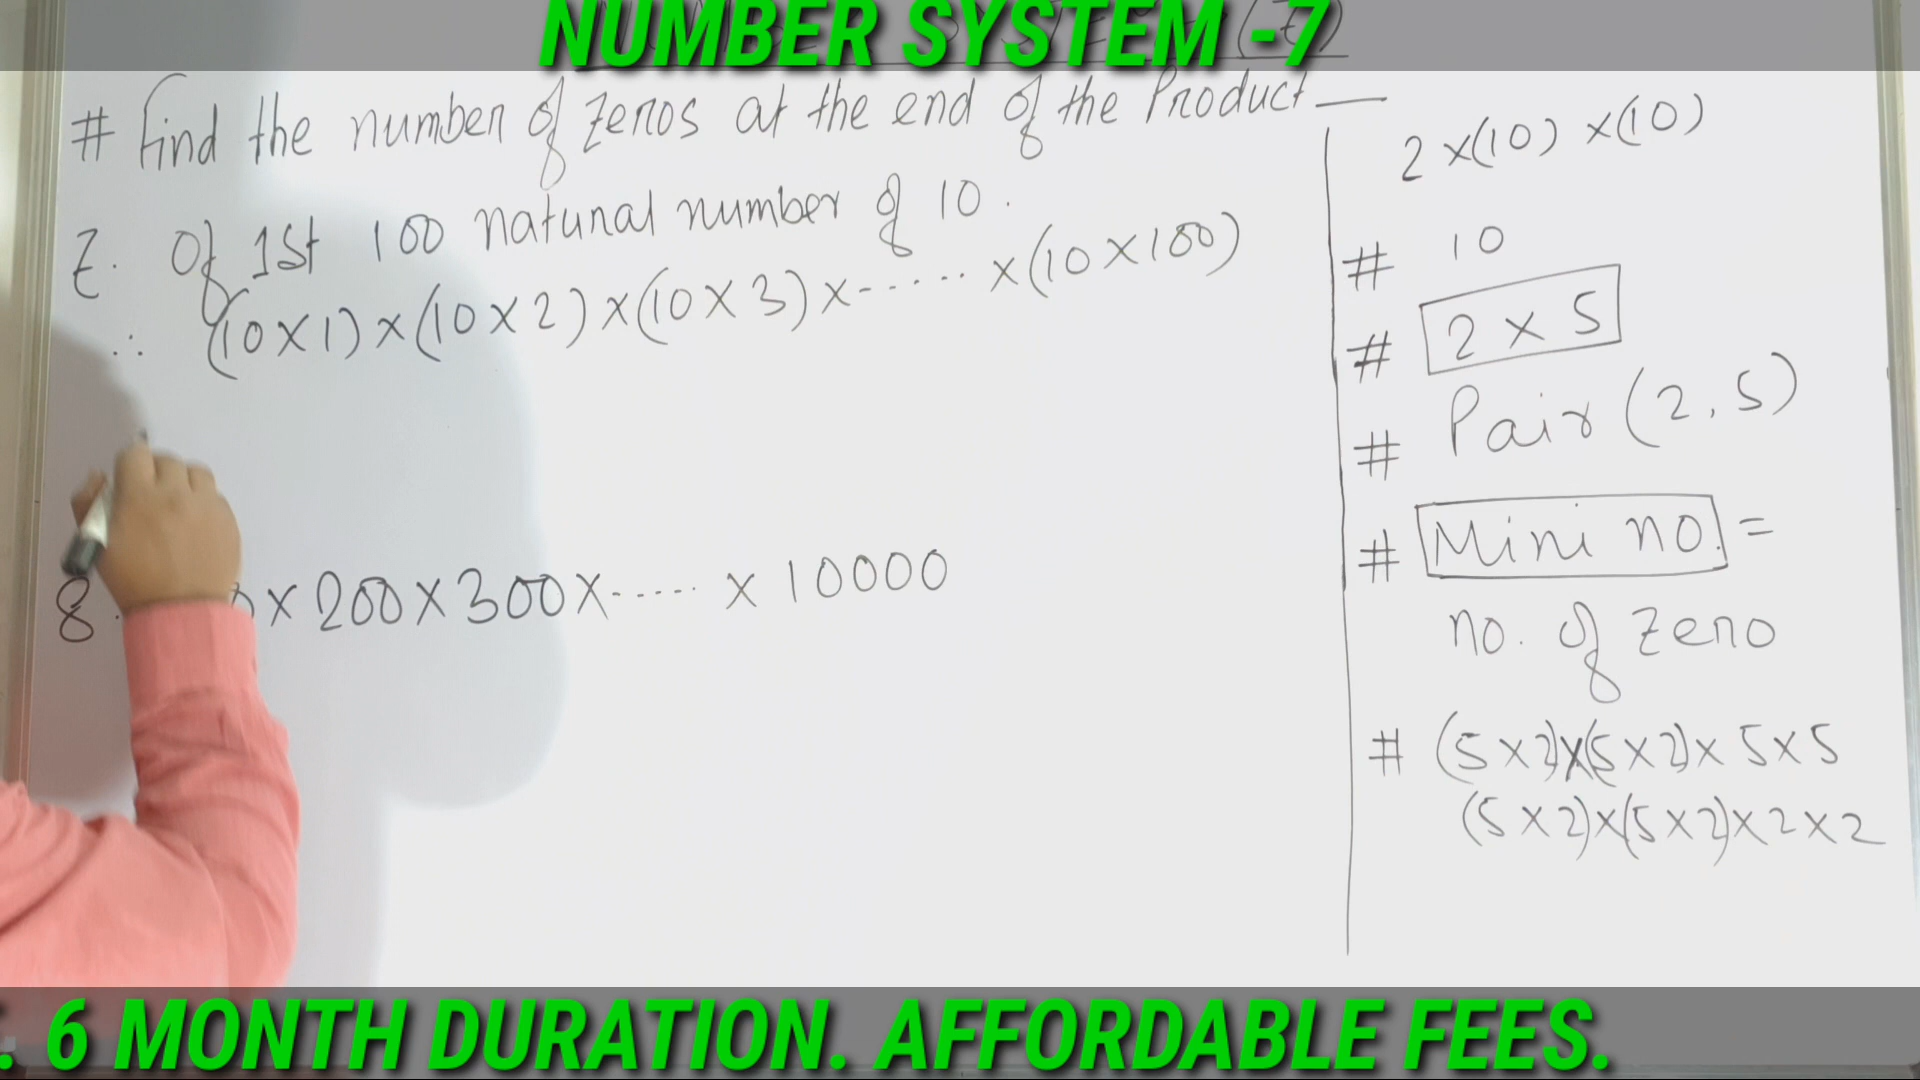 NUMBER SYSTEM -7
# Find the number of zeros at the end of the Product —
7. Of 1st 100 natural number of 10.
∴ (10×1)×(10×2)×(10×3)×-----×(10×100)
8. ×200×300×-----×10000
2×(10)×(10)
# 10
# 2×5
# Pair (2,5)
# Mini no. =
no. of zero
# (5×2)×(5×2)×5×5
(5×2)×(5×2)×2×2
. 6 MONTH DURATION. AFFORDABLE FEES.